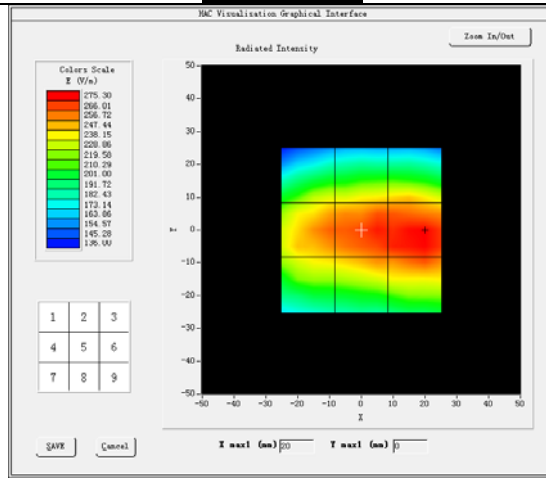 MAC Visualisation Graphical Interface
Zoom In/Out
Radiated Intensity
Colors Scale
E (V/m)
275.30
266.01
256.72
247.44
238.15
228.86
219.58
210.29
201.00
191.72
182.43
173.14
163.86
154.57
145.28
136.00
50
40
30
20
10
0
-10
-20
-30
-40
-50
Y
-50 -40 -30 -20 -10 0 10 20 30 40 50
X
1 2 3
4 5 6
7 8 9
SAVE Cancel
X max1 (mm) 20 Y max1 (mm) 0